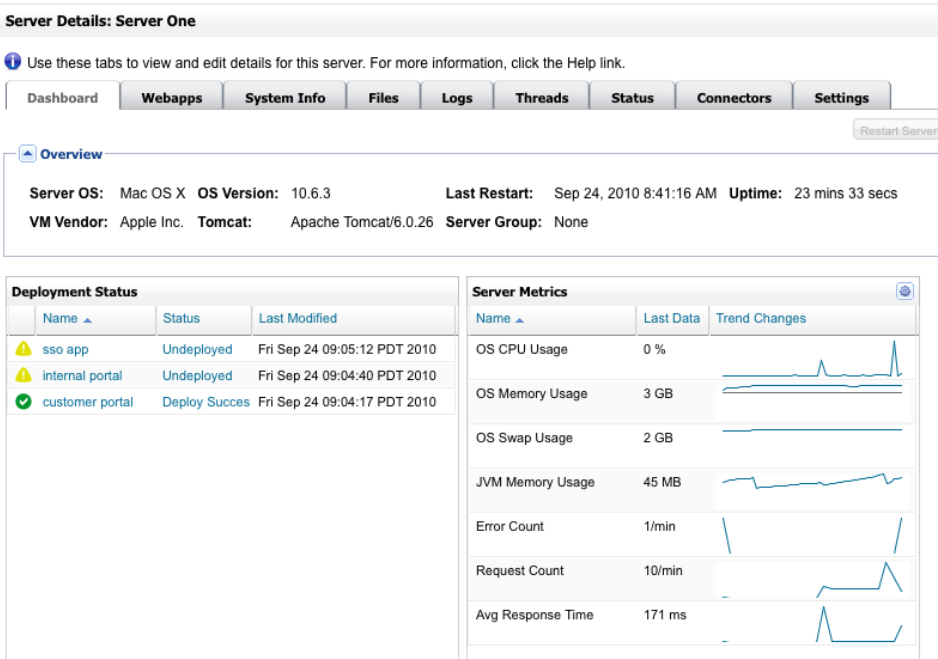 Server Details: Server One
Use these tabs to view and edit details for this server. For more information, click the Help link.
Dashboard Webapps System Info Files Logs Threads Status Connectors Settings
Restart Server
Overview
Server OS: Mac OS X OS Version: 10.6.3 Last Restart: Sep 24, 2010 8:41:16 AM Uptime: 23 mins 33 secs
VM Vendor: Apple Inc. Tomcat: Apache Tomcat/6.0.26 Server Group: None
Deployment Status
Name Status Last Modified
sso app Undeployed Fri Sep 24 09:05:12 PDT 2010
internal portal Undeployed Fri Sep 24 09:04:40 PDT 2010
customer portal Deploy Succes Fri Sep 24 09:04:17 PDT 2010
Server Metrics
Name Last Data Trend Changes
OS CPU Usage 0 %
OS Memory Usage 3 GB
OS Swap Usage 2 GB
JVM Memory Usage 45 MB
Error Count 1/min
Request Count 10/min
Avg Response Time 171 ms